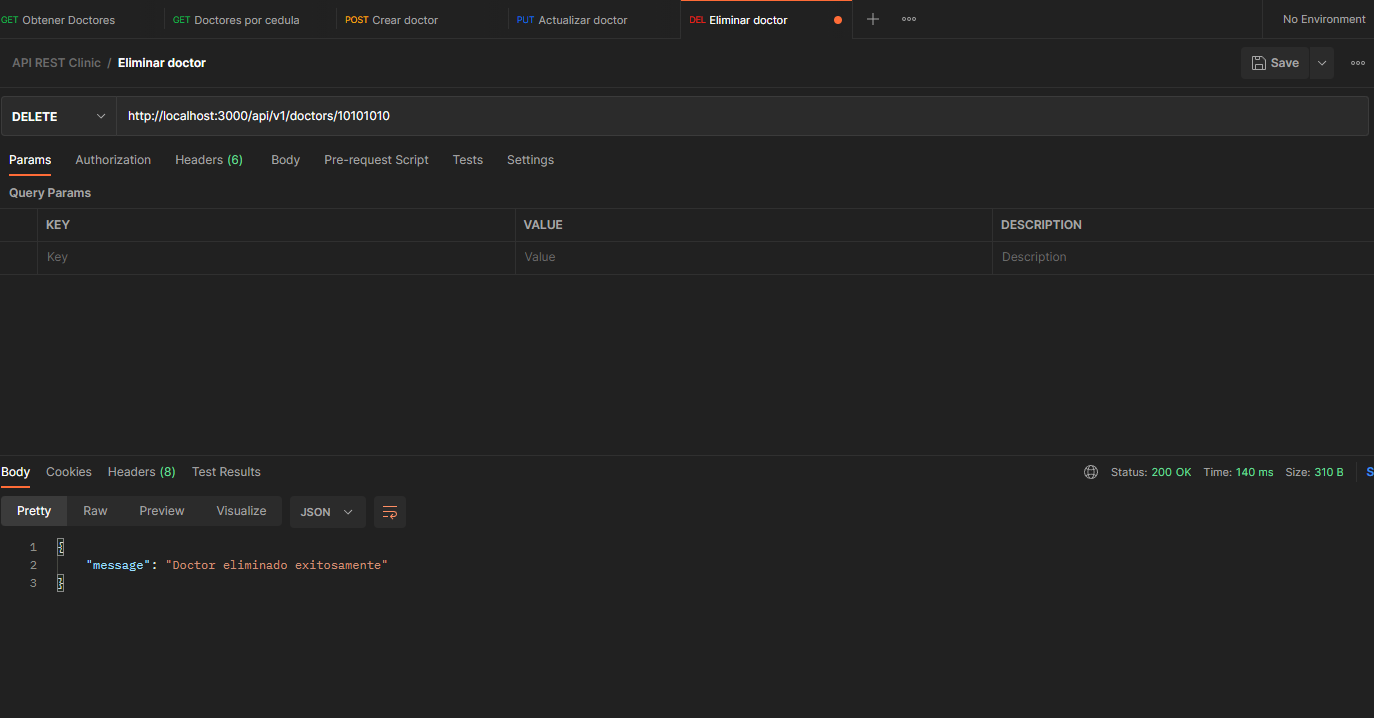 GET Obtener Doctores GET Doctores por cedula POST Crear doctor PUT Actualizar doctor DEL Eliminar doctor No Environment
API REST Clinic / Eliminar doctor Save
DELETE http://localhost:3000/api/v1/doctors/10101010
Params Authorization Headers (6) Body Pre-request Script Tests Settings
Query Params
KEY VALUE DESCRIPTION
Key Value Description
Body Cookies Headers (8) Test Results Status: 200 OK Time: 140 ms Size: 310 B S
Pretty Raw Preview Visualize JSON
1 {
2 "message": "Doctor eliminado exitosamente"
3 }